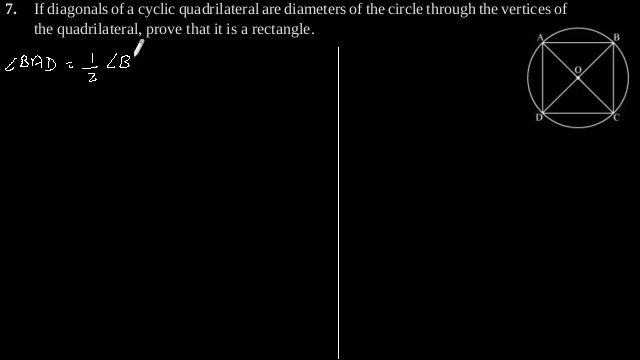 7. If diagonals of a cyclic quadrilateral are diameters of the circle through the vertices of
the quadrilateral, prove that it is a rectangle.
A B
O
D C
∠BAD = 1/2 ∠B